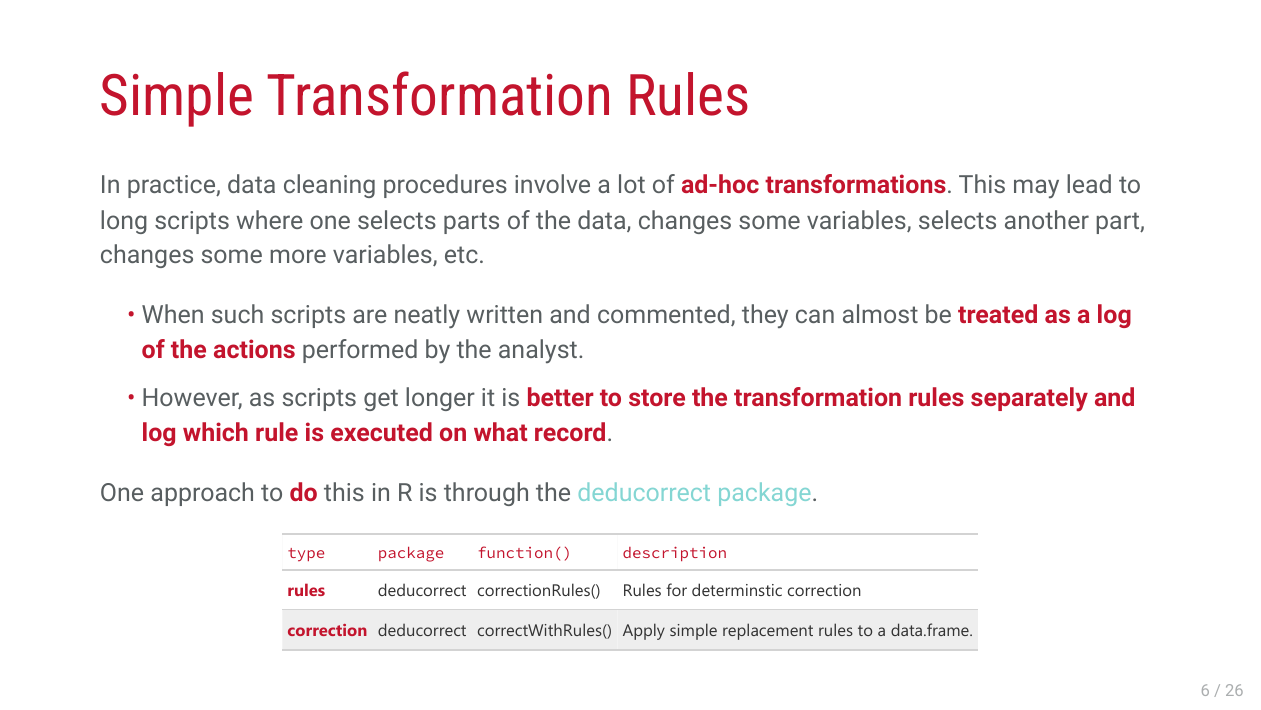 Simple Transformation Rules
In practice, data cleaning procedures involve a lot of ad-hoc transformations. This may lead to
long scripts where one selects parts of the data, changes some variables, selects another part,
changes some more variables, etc.
• When such scripts are neatly written and commented, they can almost be treated as a log
of the actions performed by the analyst.
• However, as scripts get longer it is better to store the transformation rules separately and
log which rule is executed on what record.
One approach to do this in R is through the deducorrect package.
type package function() description
rules deducorrect correctionRules() Rules for determinstic correction
correction deducorrect correctWithRules() Apply simple replacement rules to a data.frame.
6 / 26